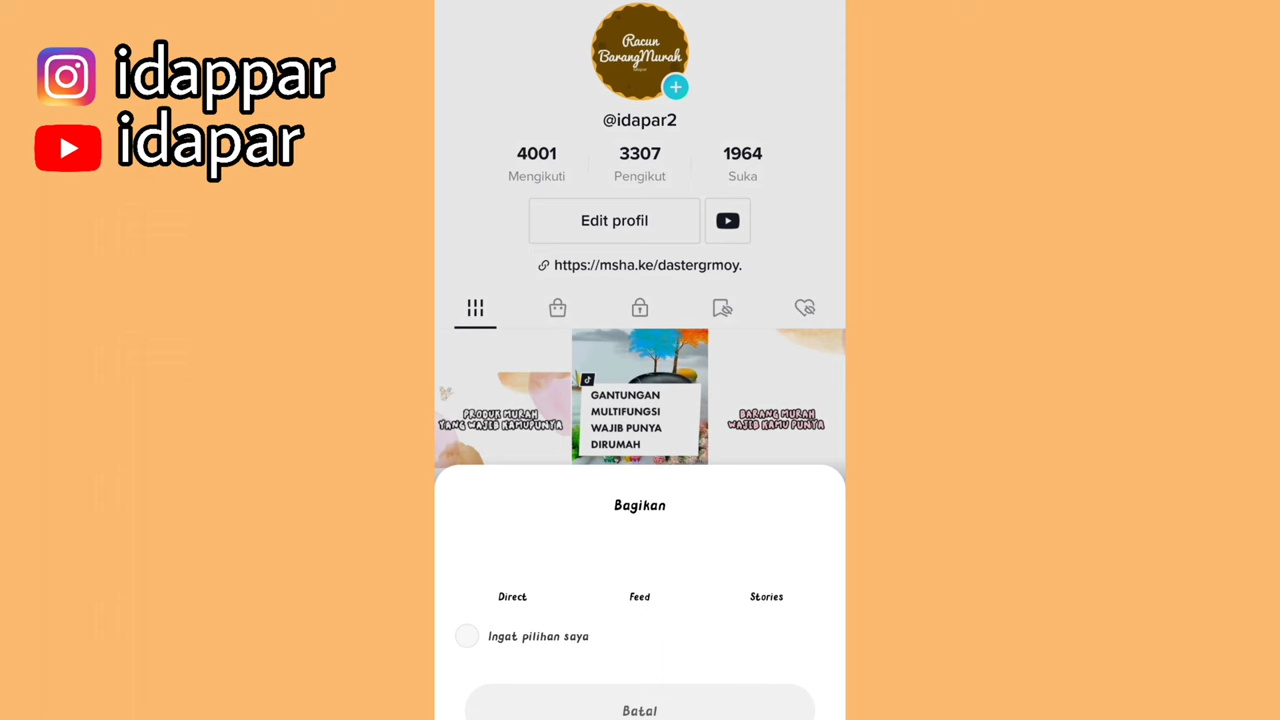 idappar
idapar
Racun
BarangMurah
@idapar2
4001 3307 1964
Mengikuti Pengikut Suka
Edit profil
https://msha.ke/dastergrmoy.
PRODUK MURAH
YANG WAJIB KAMUPUNYA
GANTUNGAN
MULTIFUNGSI
WAJIB PUNYA
DIRUMAH
BARANG MURAH
WAJIB KAMU PUNYA
Bagikan
Direct Feed Stories
Ingat pilihan saya
Batal